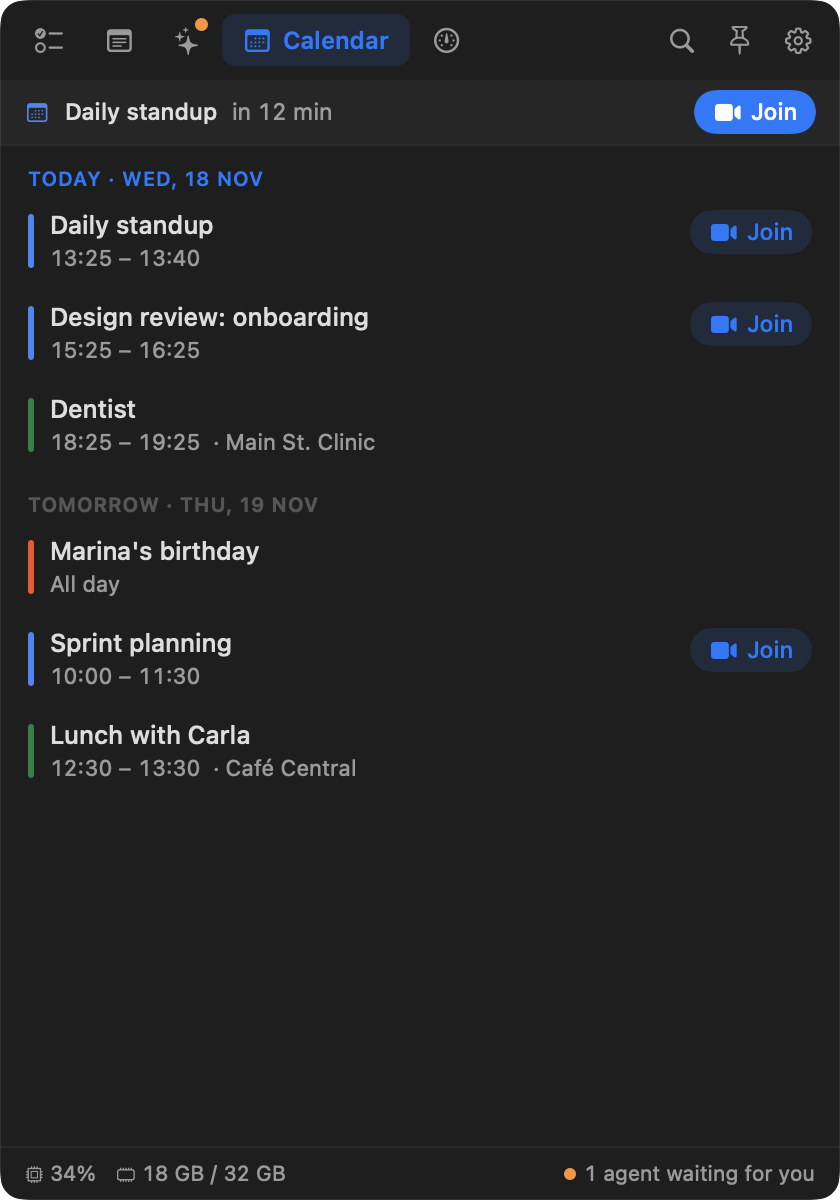 Calendar
Daily standup in 12 min
Join
TODAY · WED, 18 NOV
Daily standup
13:25 – 13:40
Join
Design review: onboarding
15:25 – 16:25
Join
Dentist
18:25 – 19:25 · Main St. Clinic
TOMORROW · THU, 19 NOV
Marina's birthday
All day
Sprint planning
10:00 – 11:30
Join
Lunch with Carla
12:30 – 13:30 · Café Central
34% 18 GB / 32 GB
1 agent waiting for you